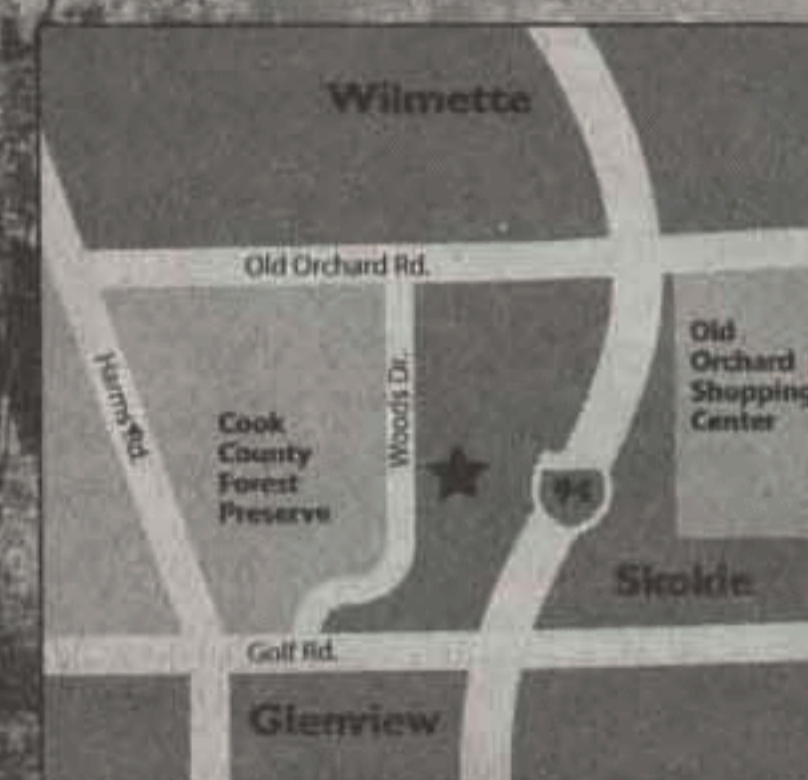 Wilmette
Old Orchard Rd.
Old
Orchard
Shopping
Center
Harms Rd.
Woods Dr.
Cook
County
Forest
Preserve
94
Skokie
Golf Rd.
Glenview